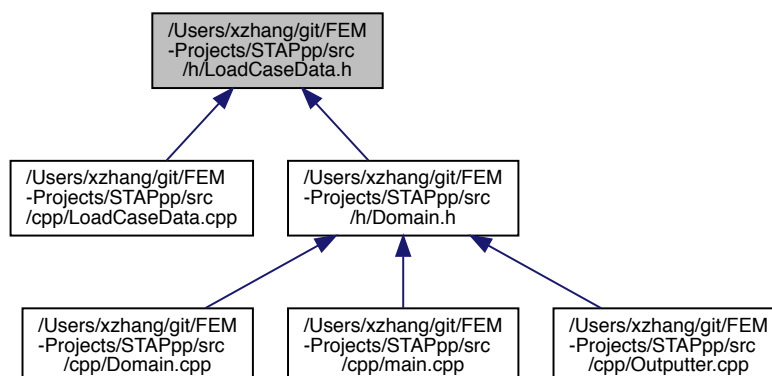 /Users/xzhang/git/FEM
-Projects/STAPpp/src
/h/LoadCaseData.h
/Users/xzhang/git/FEM
-Projects/STAPpp/src
/cpp/LoadCaseData.cpp
/Users/xzhang/git/FEM
-Projects/STAPpp/src
/h/Domain.h
/Users/xzhang/git/FEM
-Projects/STAPpp/src
/cpp/Domain.cpp
/Users/xzhang/git/FEM
-Projects/STAPpp/src
/cpp/main.cpp
/Users/xzhang/git/FEM
-Projects/STAPpp/src
/cpp/Outputter.cpp